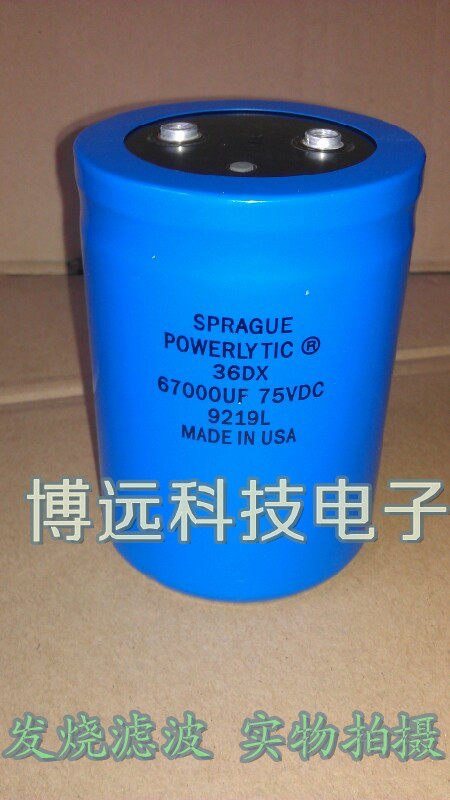 SPRAGUE
POWERLYTIC ®
36DX
67000UF 75VDC
9219L
MADE IN USA
博远科技电子
发烧滤波 实物拍摄